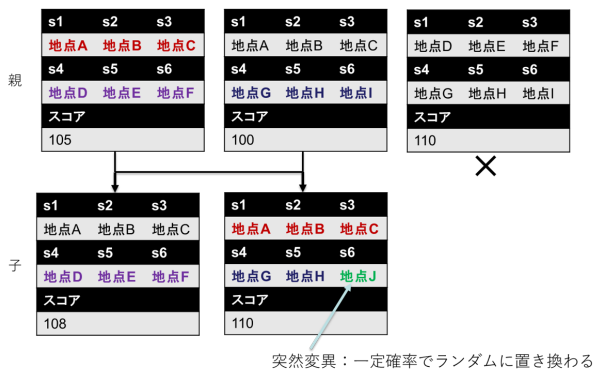 親
s1 s2 s3
地点A 地点B 地点C
s4 s5 s6
地点D 地点E 地点F
スコア
105
s1 s2 s3
地点A 地点B 地点C
s4 s5 s6
地点G 地点H 地点I
スコア
100
s1 s2 s3
地点D 地点E 地点F
s4 s5 s6
地点G 地点H 地点I
スコア
110
子
s1 s2 s3
地点A 地点B 地点C
s4 s5 s6
地点D 地点E 地点F
スコア
108
s1 s2 s3
地点A 地点B 地点C
s4 s5 s6
地点G 地点H 地点J
スコア
110
突然変異：一定確率でランダムに置き換わる